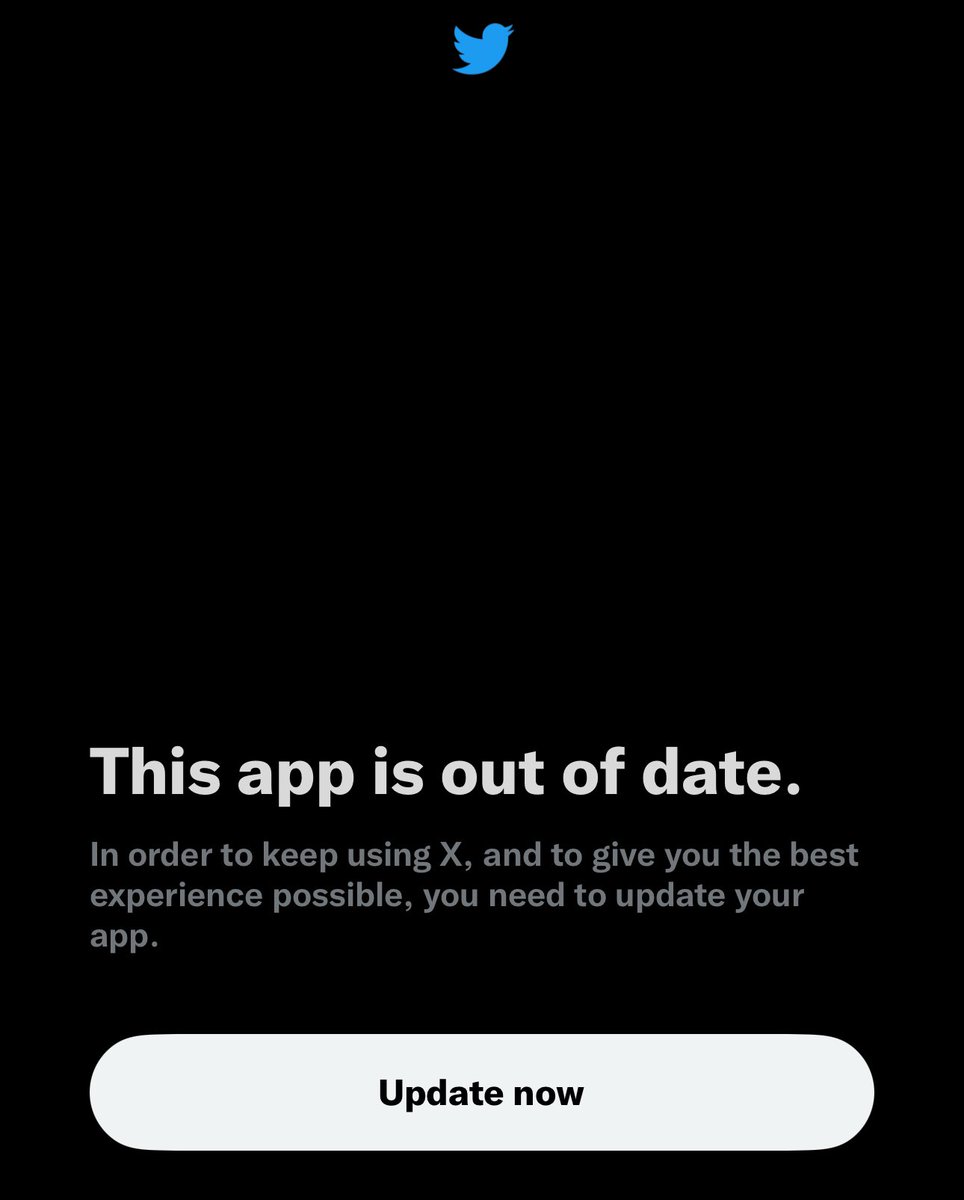 This app is out of date.
In order to keep using X, and to give you the best
experience possible, you need to update your
app.
Update now